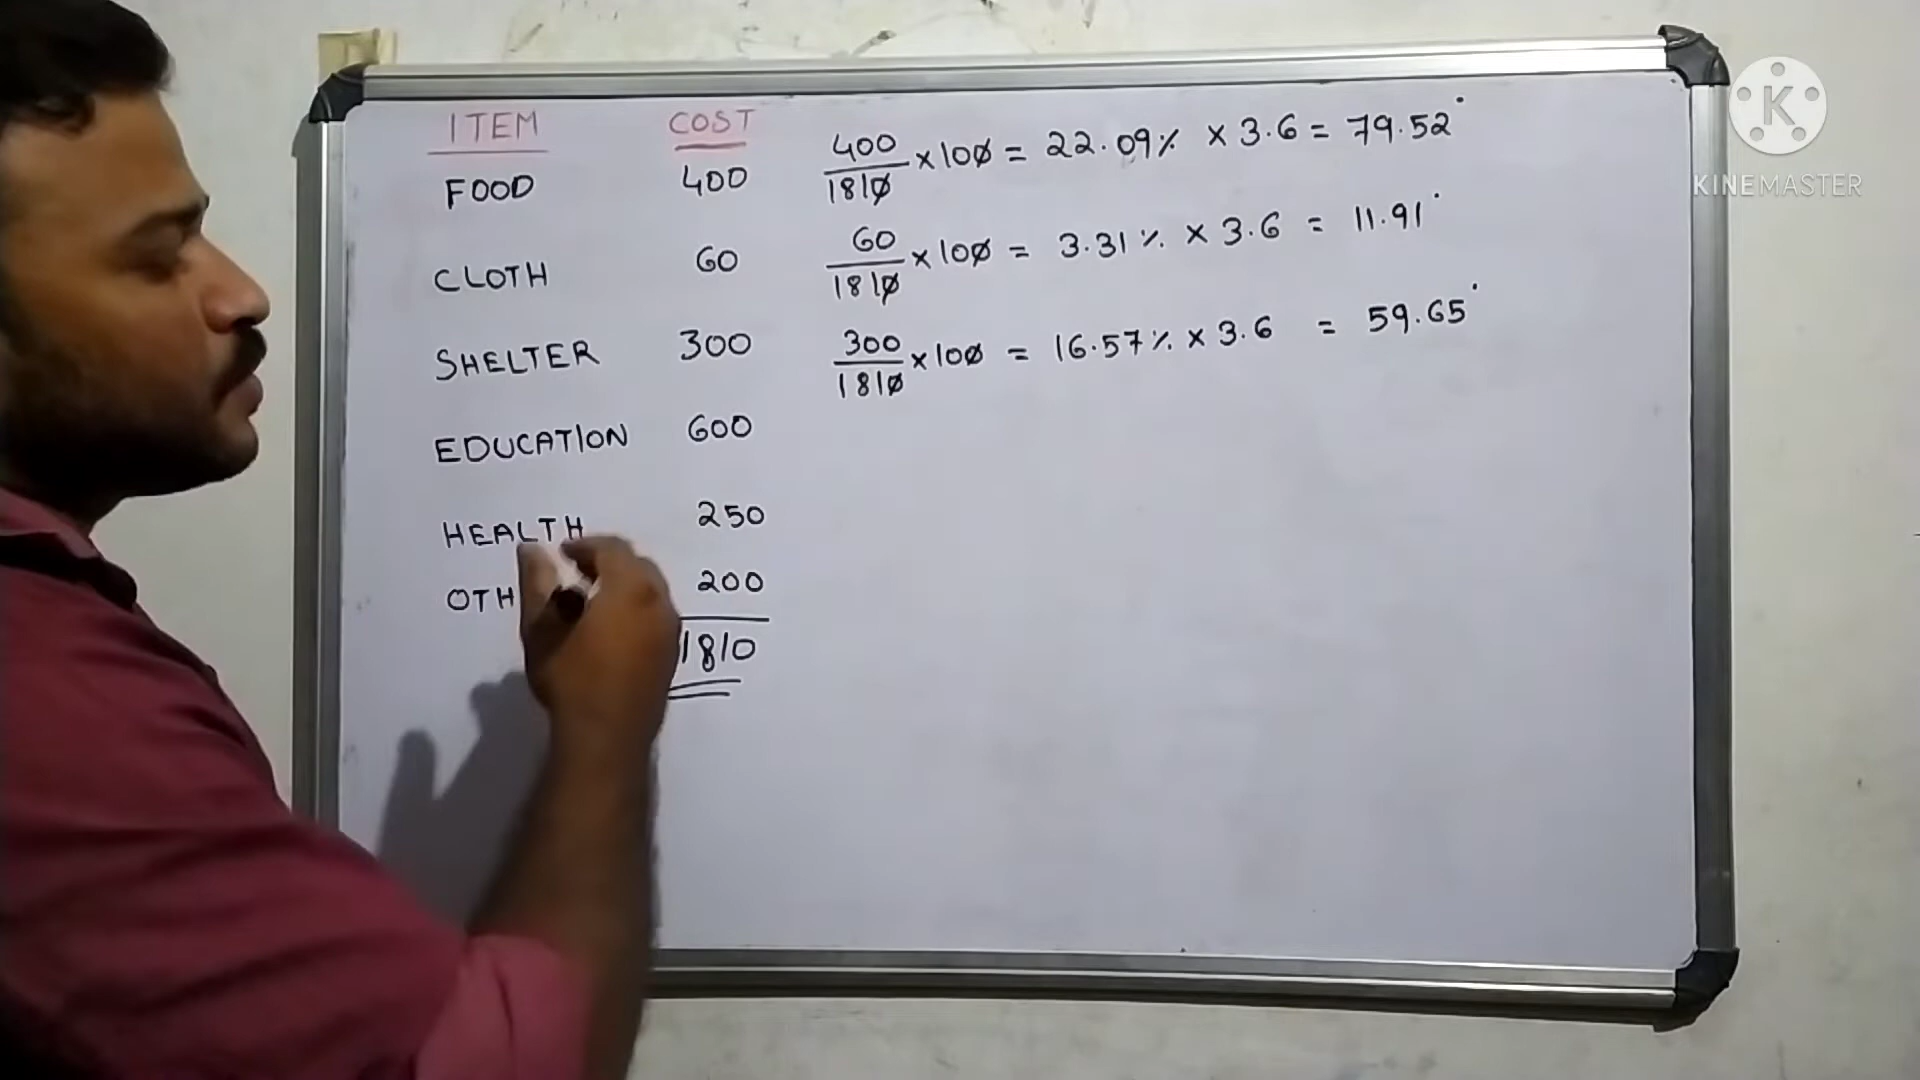 ITEM COST
FOOD 400 400/1810 x 100 = 22.09% x 3.6 = 79.52°
CLOTH 60 60/1810 x 100 = 3.31% x 3.6 = 11.91°
SHELTER 300 300/1810 x 100 = 16.57% x 3.6 = 59.65°
EDUCATION 600
HEALTH 250
OTH 200
1810
K
KINEMASTER